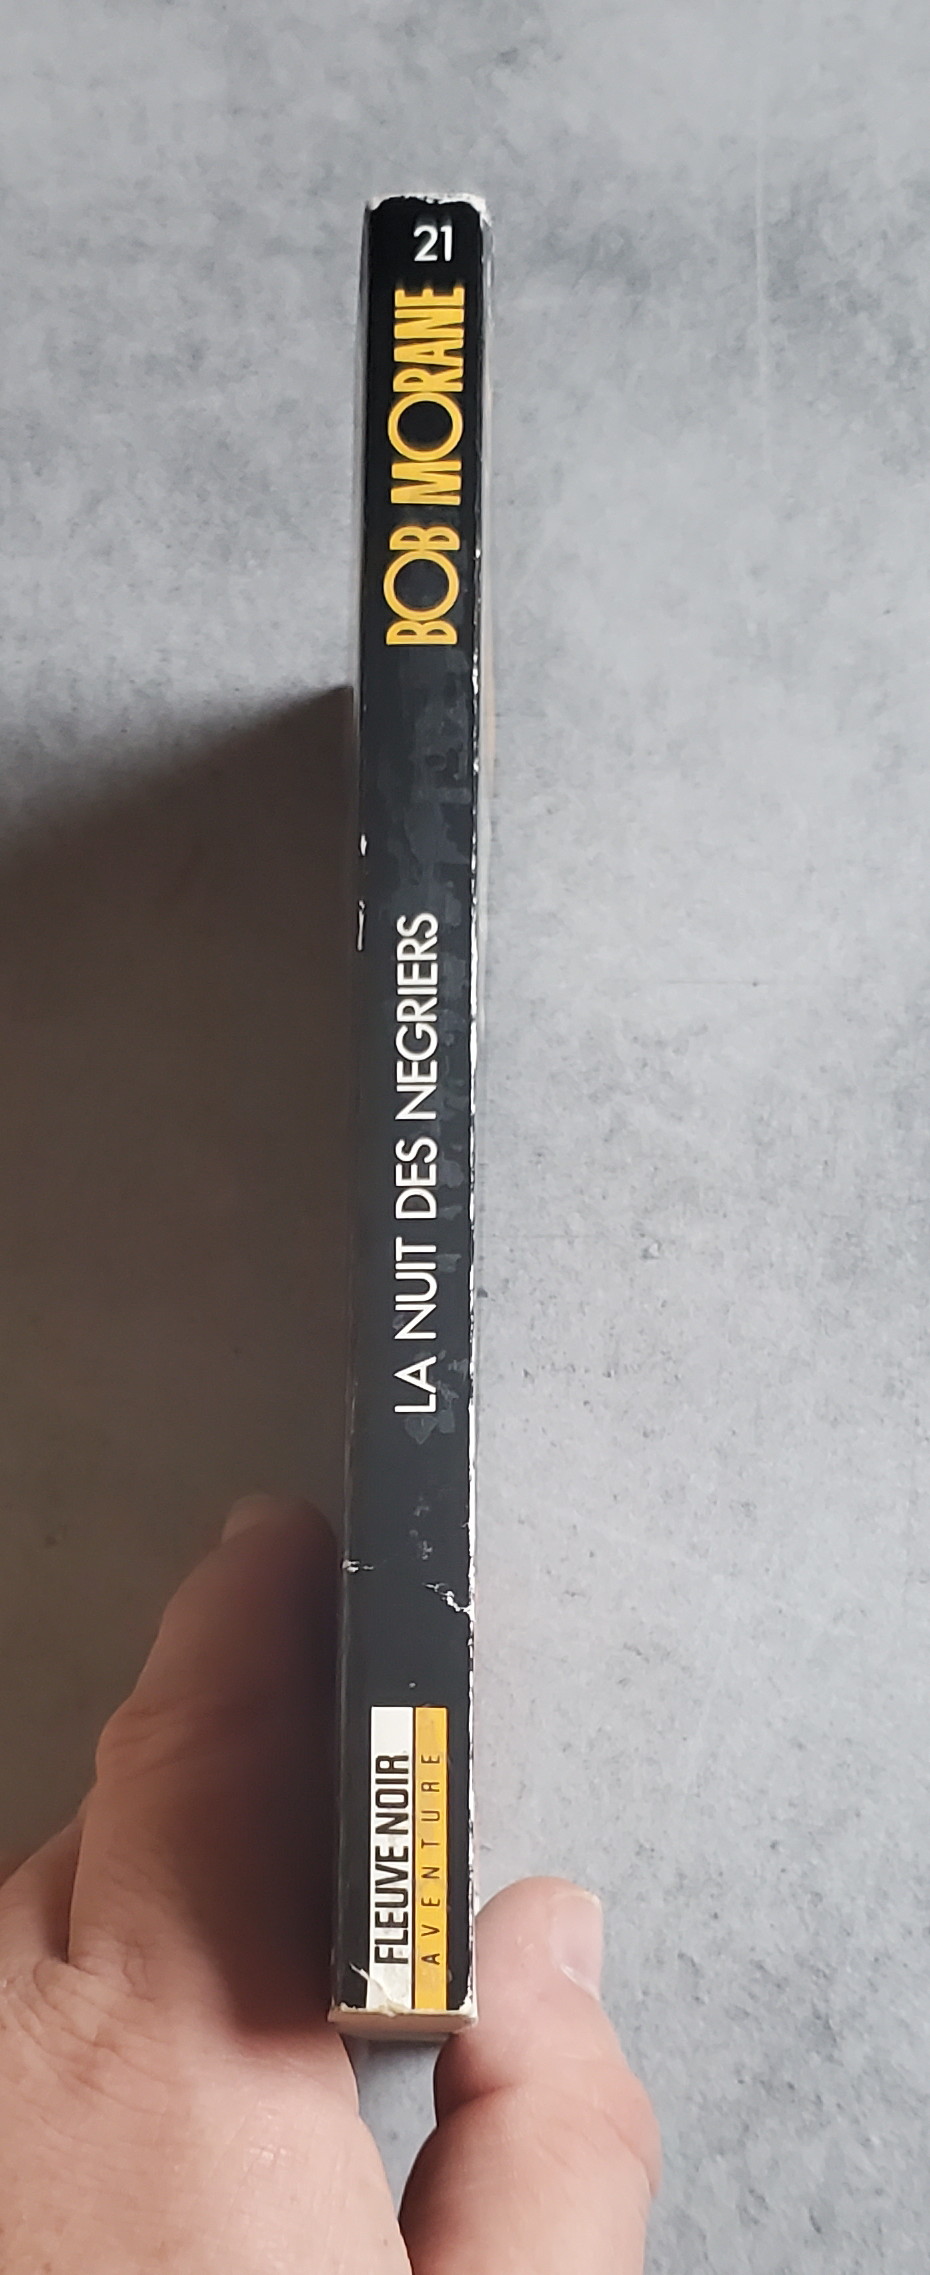 21
BOB MORANE
LA NUIT DES NEGRIERS
FLEUVE NOIR
AVENTURE